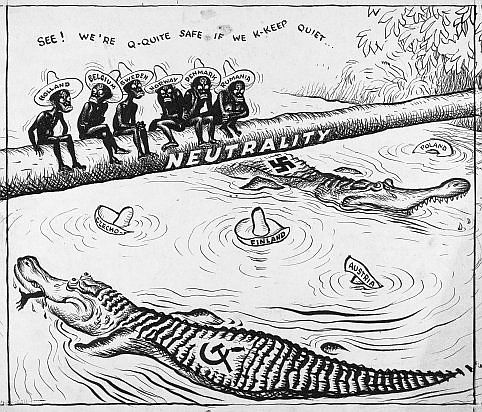 SEE! WE'RE Q-QUITE SAFE IF WE K-KEEP QUIET...
HOLLAND
BELGIUM
SWEDEN
NORWAY
DENMARK
RUMANIA
NEUTRALITY
POLAND
CZECHO-
FINLAND
AUSTRIA